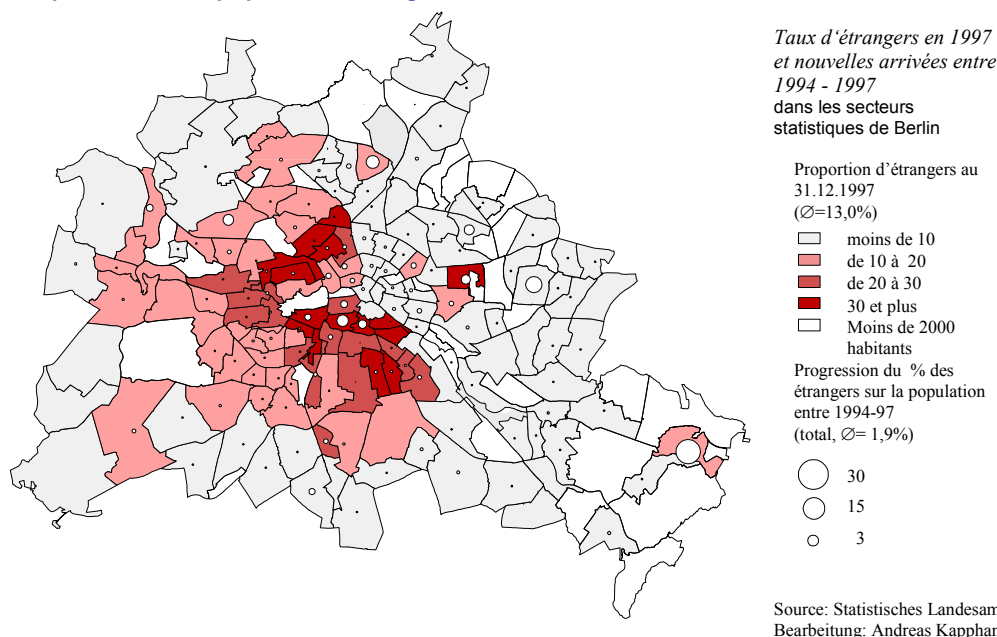 Taux d‘étrangers en 1997
et nouvelles arrivées entre
1994 - 1997
dans les secteurs
statistiques de Berlin
Proportion d’étrangers au
31.12.1997
(∅=13,0%)
moins de 10
de 10 à 20
de 20 à 30
30 et plus
Moins de 2000
habitants
Progression du % des
étrangers sur la population
entre 1994-97
(total, ∅= 1,9%)
30
15
3
Source: Statistisches Landesam
Bearbeitung: Andreas Kapphan